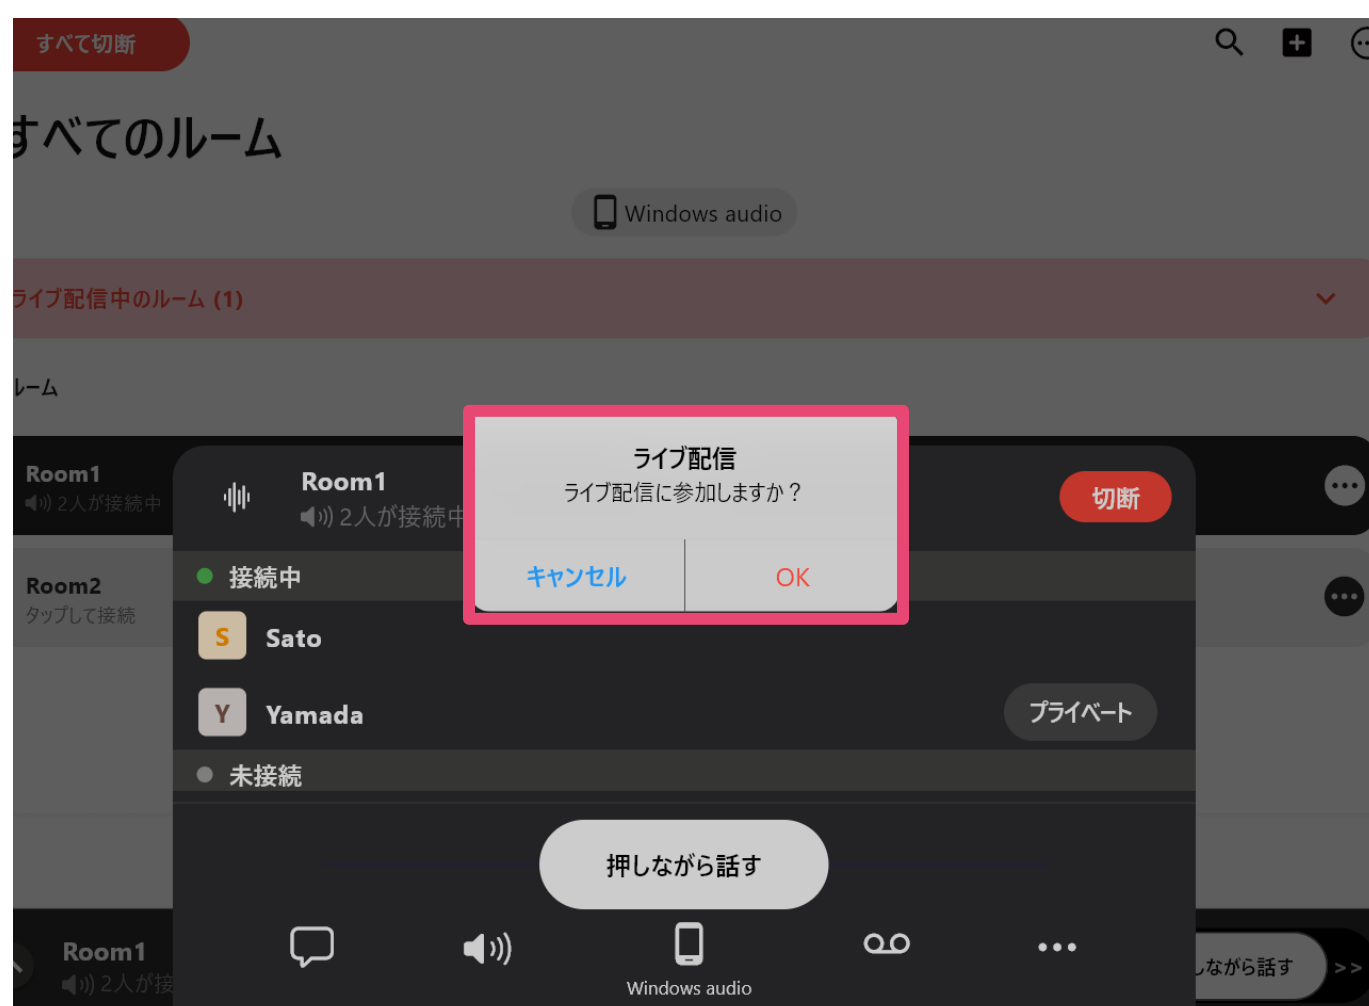 すべて切断
すべてのルーム
Windows audio
ライブ配信中のルーム (1)
ルーム
Room1
2人が接続中
Room2
タップして接続
Room1
2人が接続中
切断
ライブ配信
ライブ配信に参加しますか？
キャンセル
OK
接続中
S
Sato
Y
Yamada
プライベート
未接続
押しながら話す
Windows audio
Room1
2人が接
しながら話す
>>